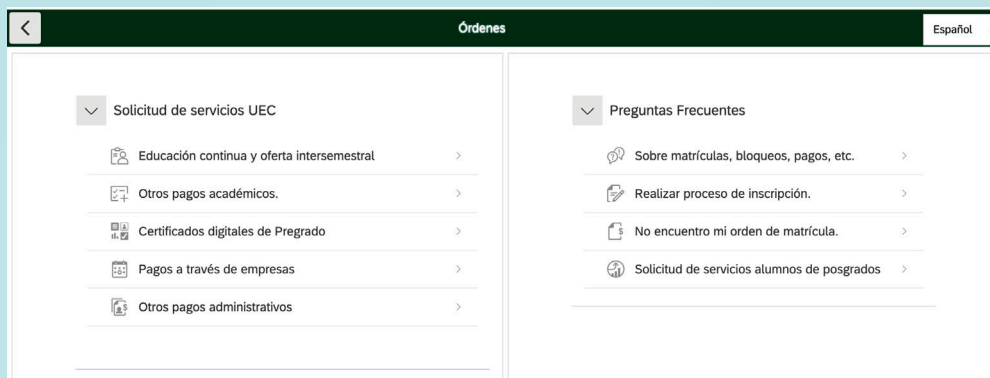 Órdenes
Español
Solicitud de servicios UEC
Educación continua y oferta intersemestral
Otros pagos académicos.
Certificados digitales de Pregrado
Pagos a través de empresas
Otros pagos administrativos
Preguntas Frecuentes
Sobre matrículas, bloqueos, pagos, etc.
Realizar proceso de inscripción.
No encuentro mi orden de matrícula.
Solicitud de servicios alumnos de posgrados